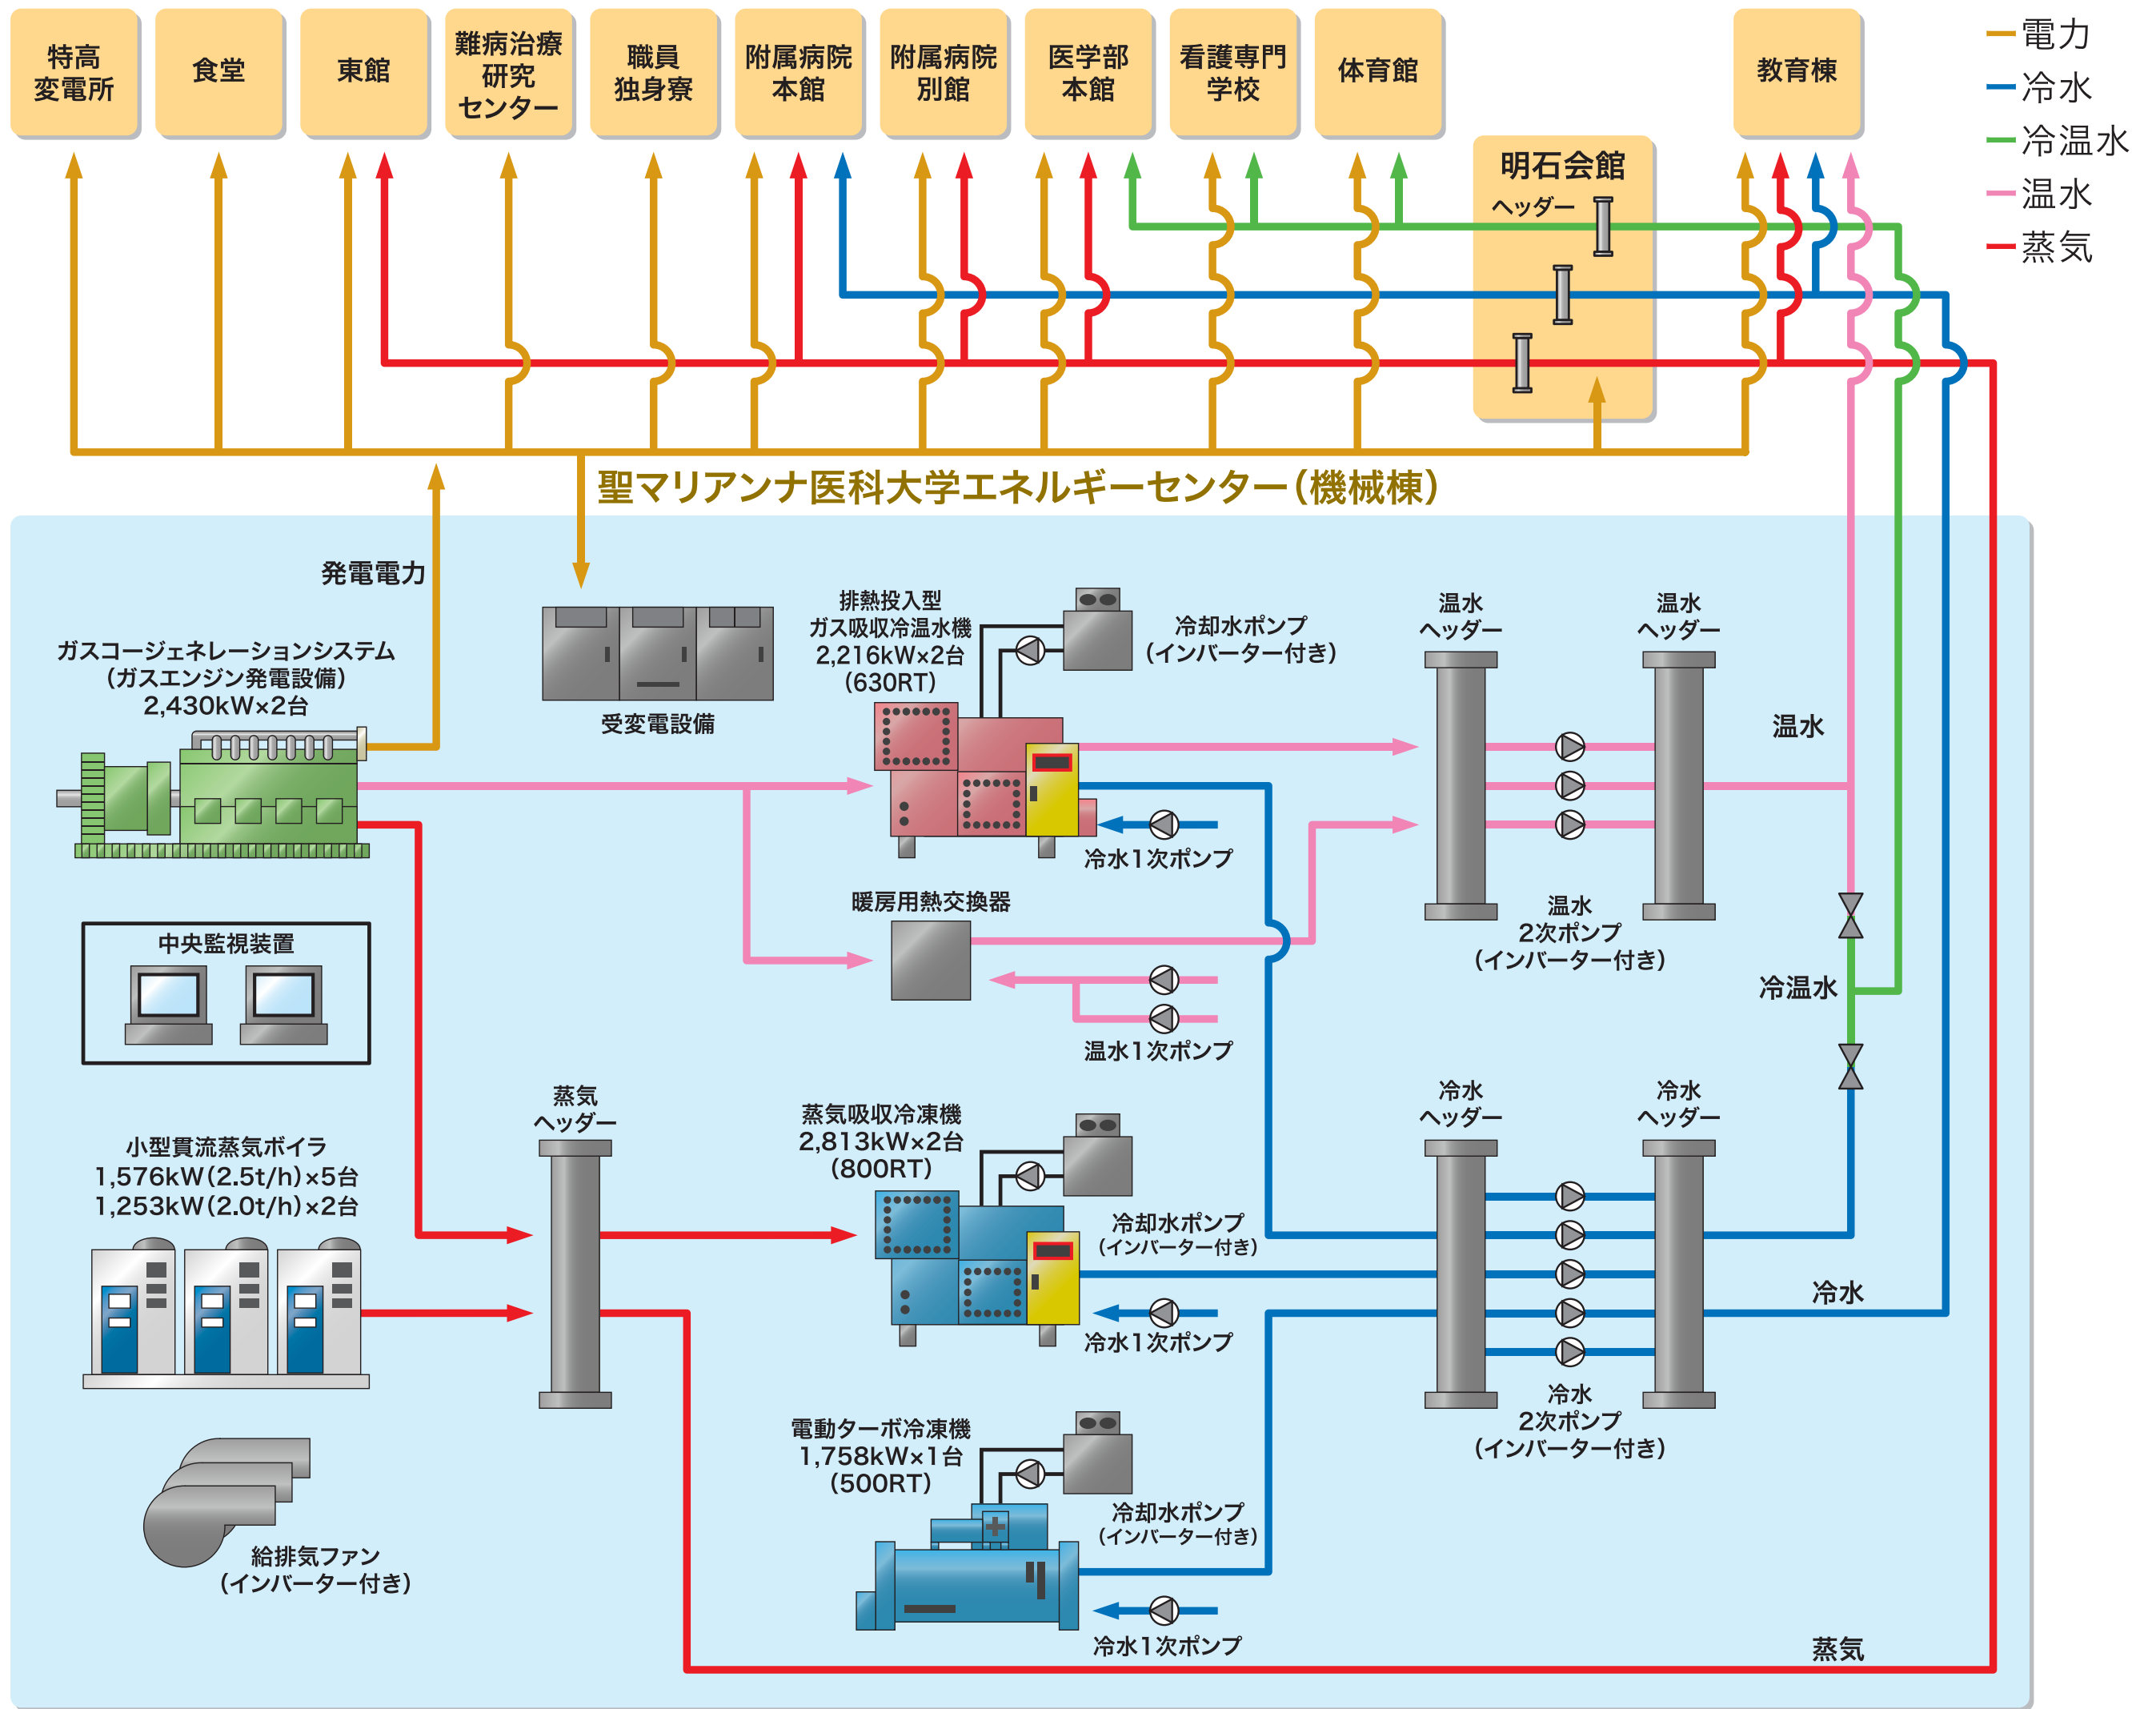 特高
変電所
食堂
東館
難病治療
研究
センター
職員
独身寮
附属病院
本館
附属病院
別館
医学部
本館
看護専門
学校
体育館
明石会館
ヘッダー
教育棟
電力
冷水
冷温水
温水
蒸気
聖マリアンナ医科大学エネルギーセンター(機械棟)
発電電力
ガスコージェネレーションシステム
(ガスエンジン発電設備)
2,430kW×2台
受変電設備
排熱投入型
ガス吸収冷温水機
2,216kW×2台
(630RT)
冷却水ポンプ
(インバーター付き)
冷水1次ポンプ
温水
ヘッダー
温水
ヘッダー
温水
温水
2次ポンプ
(インバーター付き)
暖房用熱交換器
温水1次ポンプ
冷温水
中央監視装置
小型貫流蒸気ボイラ
1,576kW(2.5t/h)×5台
1,253kW(2.0t/h)×2台
蒸気
ヘッダー
蒸気吸収冷凍機
2,813kW×2台
(800RT)
冷却水ポンプ
(インバーター付き)
冷水1次ポンプ
冷水
ヘッダー
冷水
ヘッダー
冷水
冷水
2次ポンプ
(インバーター付き)
電動ターボ冷凍機
1,758kW×1台
(500RT)
冷却水ポンプ
(インバーター付き)
冷水1次ポンプ
給排気ファン
(インバーター付き)
蒸気